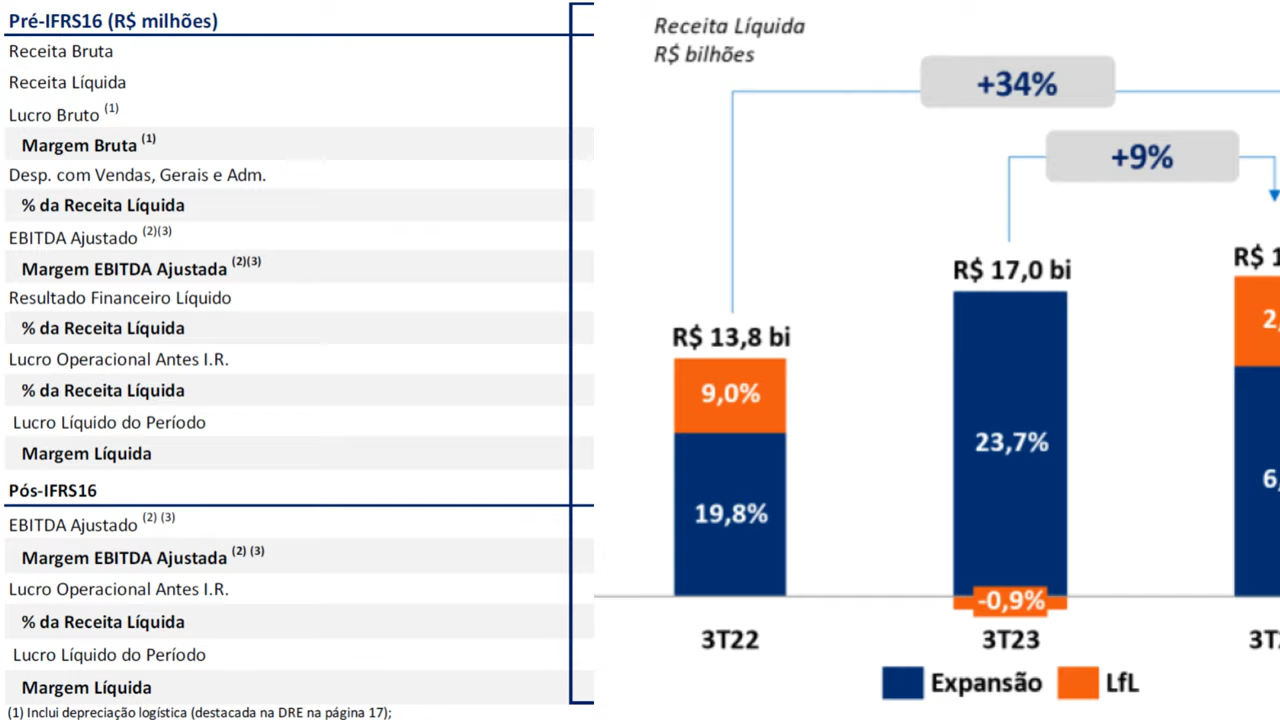 Pré-IFRS16 (R$ milhões)
Receita Bruta
Receita Líquida
Lucro Bruto (1)
Margem Bruta (1)
Desp. com Vendas, Gerais e Adm.
% da Receita Líquida
EBITDA Ajustado (2)(3)
Margem EBITDA Ajustada (2)(3)
Resultado Financeiro Líquido
% da Receita Líquida
Lucro Operacional Antes I.R.
% da Receita Líquida
Lucro Líquido do Período
Margem Líquida
Pós-IFRS16
EBITDA Ajustado (2) (3)
Margem EBITDA Ajustada (2) (3)
Lucro Operacional Antes I.R.
% da Receita Líquida
Lucro Líquido do Período
Margem Líquida
(1) Inclui depreciação logística (destacada na DRE na página 17);
Receita Líquida
R$ bilhões
+34%
+9%
R$ 13,8 bi
R$ 17,0 bi
R$ 1
9,0%
19,8%
23,7%
-0,9%
2,
6,
3T22
3T23
3T
Expansão
LfL